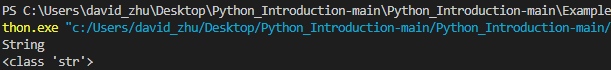 PS C:\Users\david_zhu\Desktop\Python_Introduction-main\Python_Introduction-main\Example
thon.exe "c:/Users/david_zhu/Desktop/Python_Introduction-main/Python_Introduction-main/
String
<class 'str'>